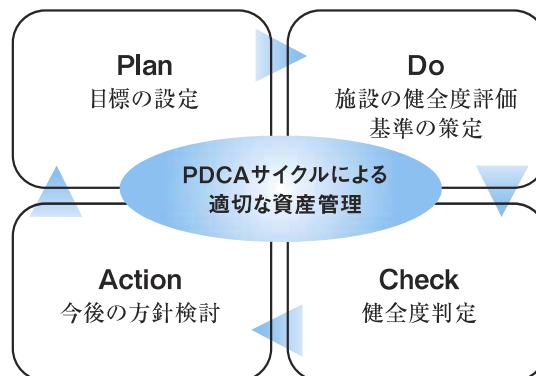 Plan
目標の設定
Do
施設の健全度評価
基準の策定
PDCAサイクルによる
適切な資産管理
Action
今後の方針検討
Check
健全度判定